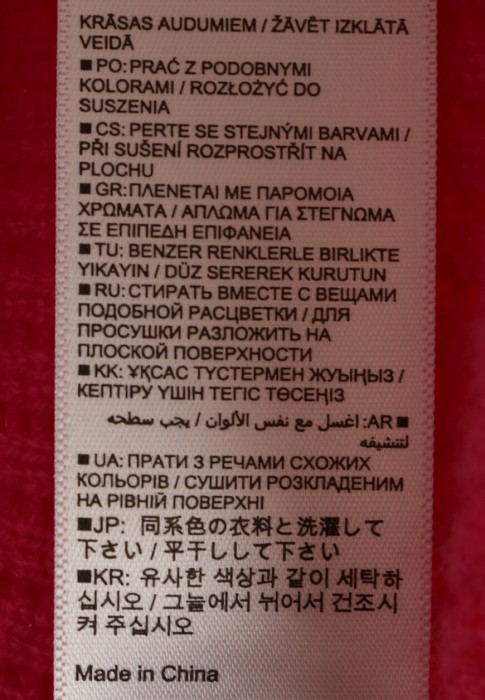 KRĀSAS AUDUMIEM / ŽĀVĒT IZKLĀTĀ
VEIDĀ
■ PO: PRAĆ Z PODOBNYMI
KOLORAMI / ROZŁOŻYĆ DO
SUSZENIA
■ CS: PERTE SE STEJNÝMI BARVAMI /
PŘI SUŠENÍ ROZPROSTŘÍT NA
PLOCHU
■ GR: ΠΛΕΝΕΤΑΙ ΜΕ ΠΑΡΟΜΟΙΑ
ΧΡΩΜΑΤΑ / ΑΠΛΩΜΑ ΓΙΑ ΣΤΕΓΝΩΜΑ
ΣΕ ΕΠΙΠΕΔΗ ΕΠΙΦΑΝΕΙΑ
■ TU: BENZER RENKLERLE BIRLIKTE
YIKAYIN / DÜZ SEREREK KURUTUN
■ RU: СТИРАТЬ ВМЕСТЕ С ВЕЩАМИ
ПОДОБНОЙ РАСЦВЕТКИ / ДЛЯ
ПРОСУШКИ РАЗЛОЖИТЬ НА
ПЛОСКОЙ ПОВЕРХНОСТИ
■ KK: ҰҚСАС ТҮСТЕРМЕН ЖУЫҢЫЗ /
КЕПТІРУ ҮШІН ТЕГІС ТӨСЕҢІЗ
■ AR: اغسل مع نفس الألوان / يجب سطحه
لتنشيفه
■ UA: ПРАТИ З РЕЧАМИ СХОЖИХ
КОЛЬОРІВ / СУШИТИ РОЗКЛАДЕНИМ
НА РІВНІЙ ПОВЕРХНІ
■JP: 同系色の衣料と洗濯して
下さい / 平干しして下さい
■KR: 유사한 색상과 같이 세탁하
십시오 / 그늘에서 뉘어서 건조시
켜 주십시오
Made in China